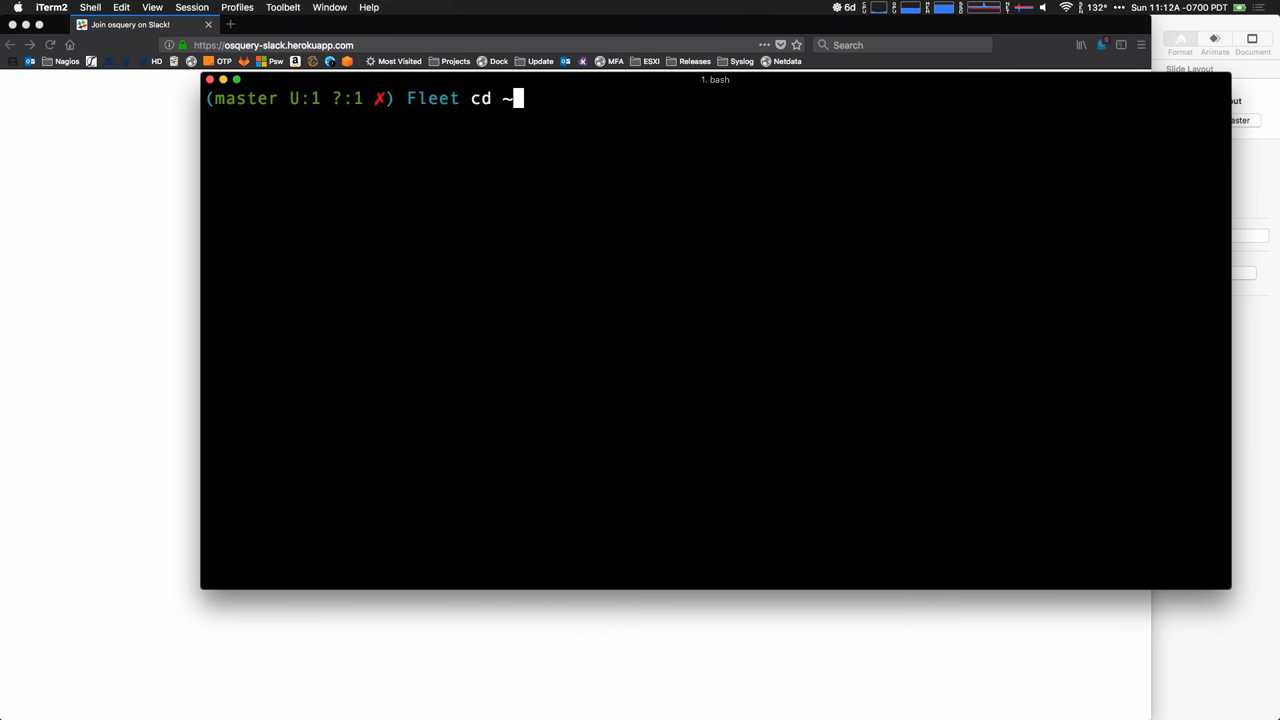 iTerm2 Shell Edit View Session Profiles Toolbelt Window Help 6d 132° Sun 11:12A -0700 PDT
Join osquery on Slack!
https://osquery-slack.herokuapp.com Search
Format Animate Document
Nagios HD OTP Psw Most Visited Projects Dock Update MFA ESXI Releases Syslog Netdata
Slide Layout
1. bash
(master U:1 ?:1 ✗) Fleet cd ~